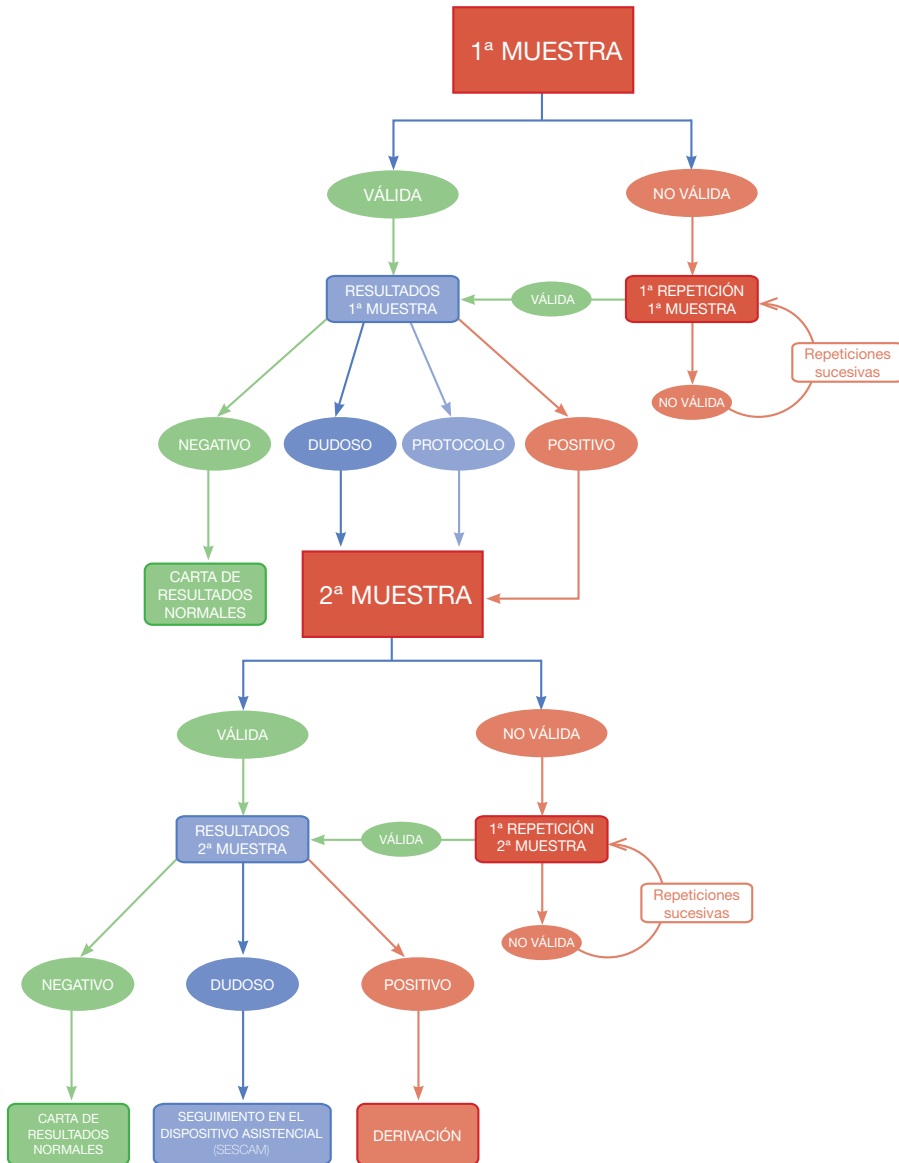 1ª MUESTRA
VÁLIDA
NO VÁLIDA
RESULTADOS
1ª MUESTRA
VÁLIDA
1ª REPETICIÓN
1ª MUESTRA
Repeticiones
sucesivas
NO VÁLIDA
NEGATIVO
DUDOSO
PROTOCOLO
POSITIVO
CARTA DE
RESULTADOS
NORMALES
2ª MUESTRA
VÁLIDA
NO VÁLIDA
RESULTADOS
2ª MUESTRA
VÁLIDA
1ª REPETICIÓN
2ª MUESTRA
Repeticiones
sucesivas
NO VÁLIDA
NEGATIVO
DUDOSO
POSITIVO
CARTA DE
RESULTADOS
NORMALES
SEGUIMIENTO EN EL
DISPOSITIVO ASISTENCIAL
(SESCAM)
DERIVACIÓN